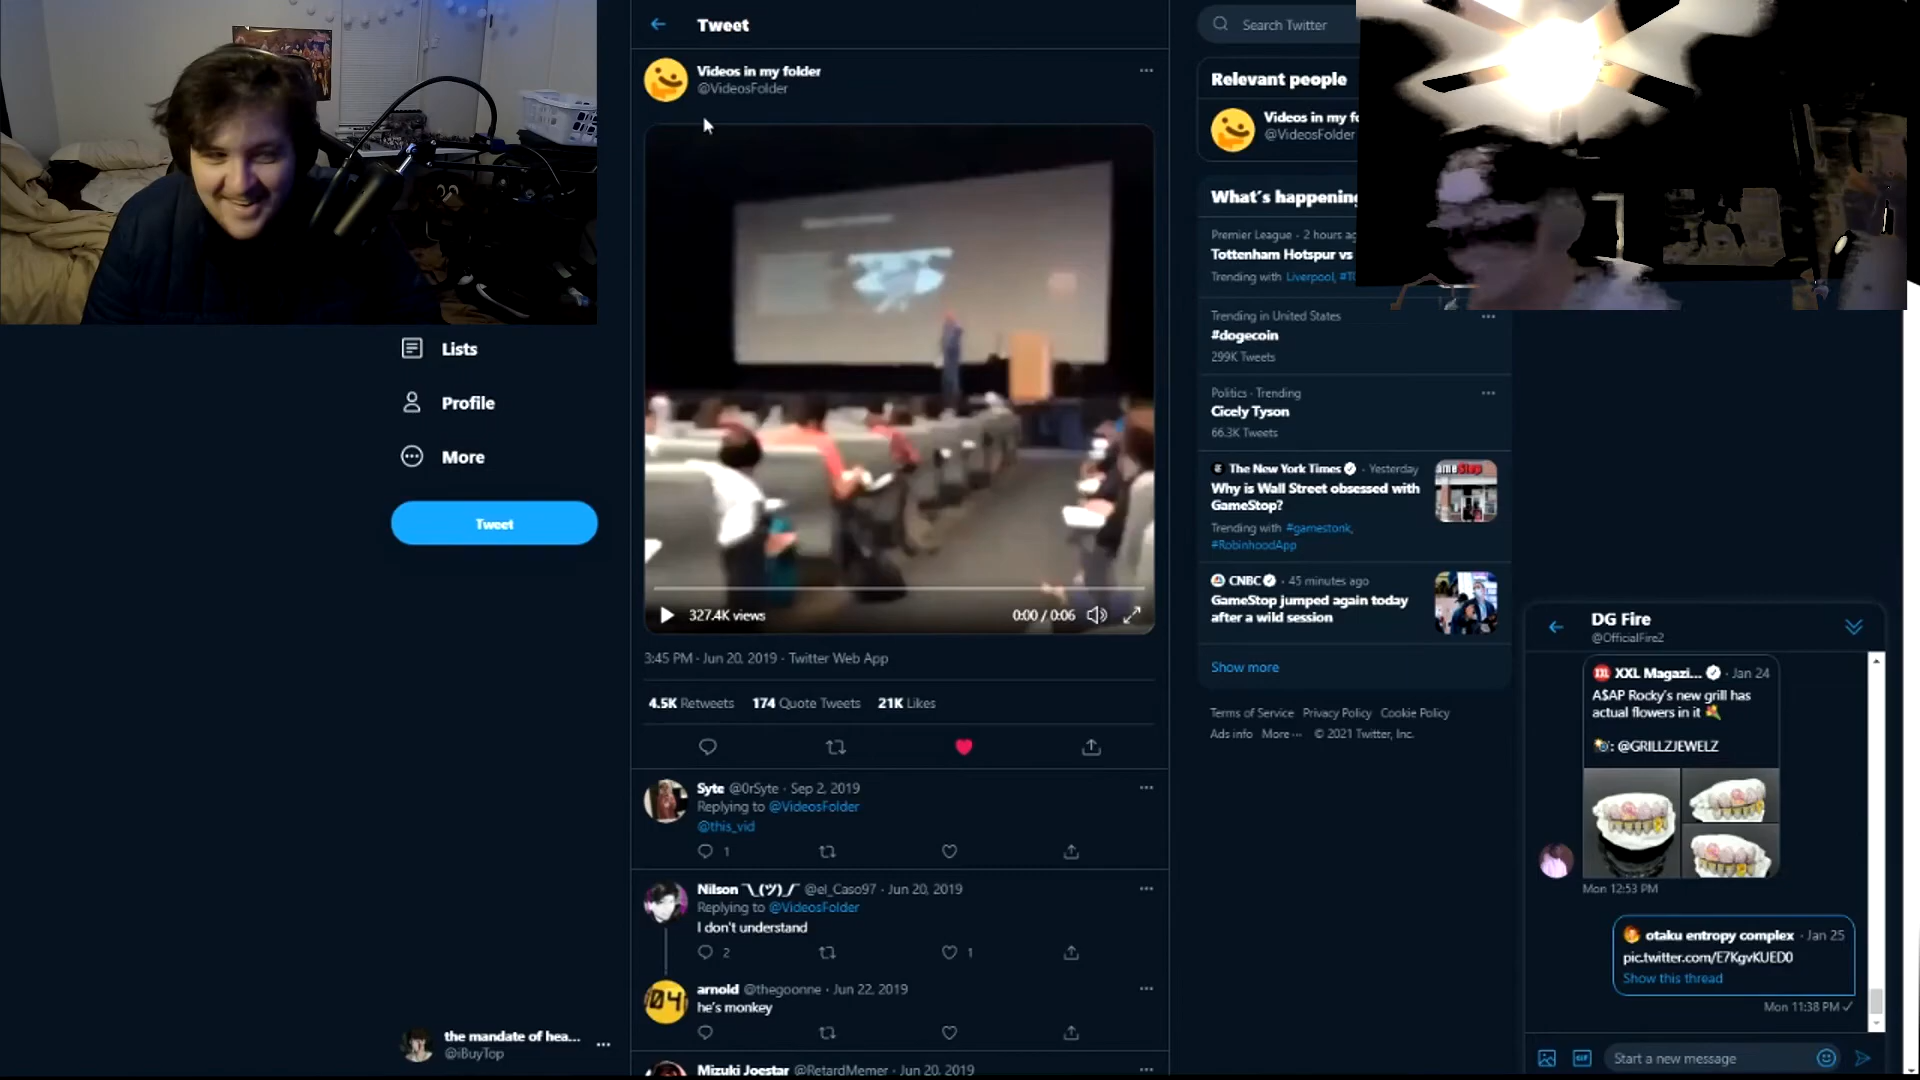 Lists
Profile
More
Tweet
the mandate of hea...
@iBuyTop
Tweet
Videos in my folder
@VideosFolder
327.4K views
0:00 / 0:06
3:45 PM · Jun 20, 2019 · Twitter Web App
4.5K Retweets 174 Quote Tweets 21K Likes
Syte @0rSyte · Sep 2, 2019
Replying to @VideosFolder
@this_vid
1
Nilson ¯\_(ツ)_/¯ @el_Caso97 · Jun 20, 2019
Replying to @VideosFolder
I don't understand
2 1
arnold @thegoonne · Jun 22, 2019
he's monkey
Mizuki Joestar @RetardMemer · Jun 20, 2019
Search Twitter
Relevant people
Videos in my fo
@VideosFolder
What's happening
Premier League · 2 hours ag
Tottenham Hotspur vs
Trending with Liverpool, #T
Trending in United States
#dogecoin
299K Tweets
Politics · Trending
Cicely Tyson
66.3K Tweets
The New York Times · Yesterday
Why is Wall Street obsessed with
GameStop?
Trending with #gamestonk,
#RobinhoodApp
CNBC · 45 minutes ago
GameStop jumped again today
after a wild session
Show more
Terms of Service Privacy Policy Cookie Policy
Ads info More ··· © 2021 Twitter, Inc.
DG Fire
@OfficialFire2
XXL Magazi... · Jan 24
A$AP Rocky's new grill has
actual flowers in it 💐
📸: @GRILLZJEWELZ
Mon 12:53 PM
otaku entropy complex · Jan 25
pic.twitter.com/E7KgvKUED0
Show this thread
Mon 11:38 PM ✓
GIF
Start a new message